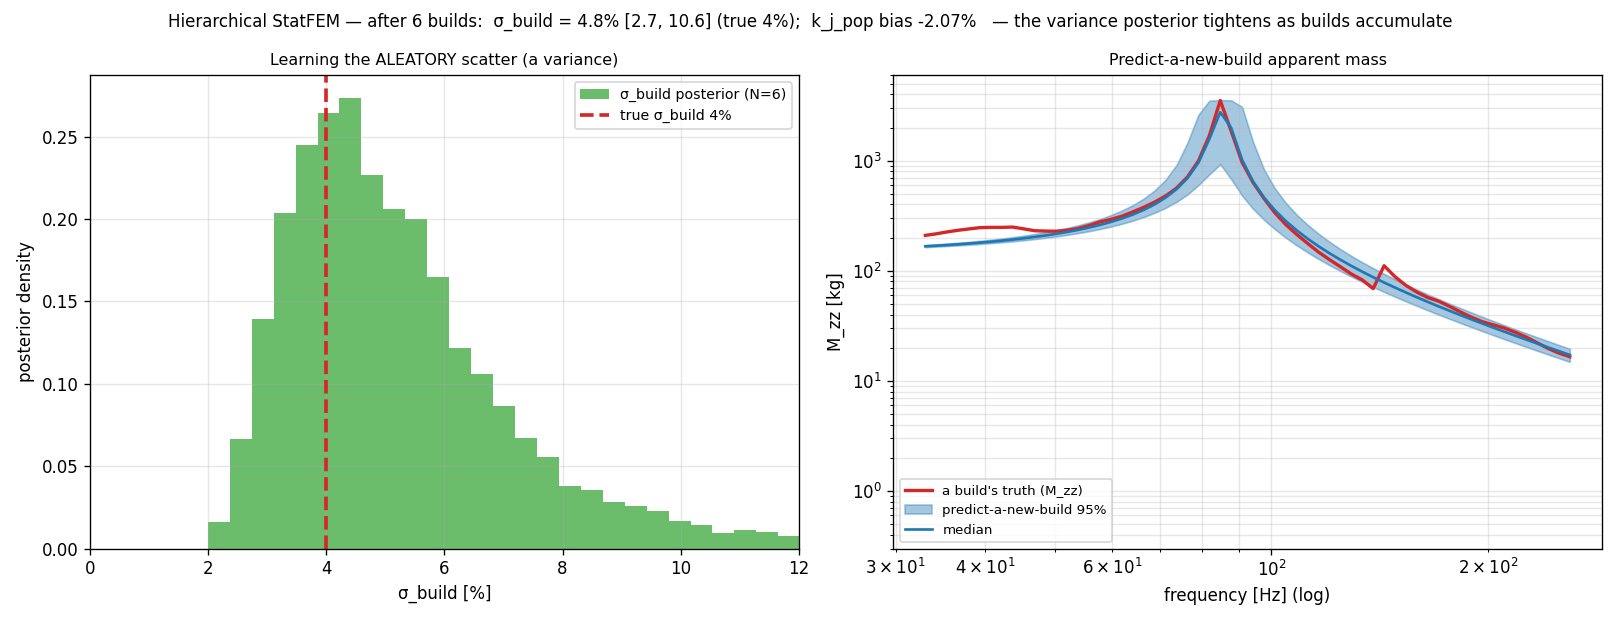 Hierarchical StatFEM — after 6 builds:  σ_build = 4.8% [2.7, 10.6] (true 4%);  k_j_pop bias -2.07%   — the variance posterior tightens as builds accumulate
Learning the ALEATORY scatter (a variance)
σ_build posterior (N=6)
true σ_build 4%
posterior density
0.25
0.20
0.15
0.10
0.05
0.00
0 2 4 6 8 10 12
σ_build [%]
Predict-a-new-build apparent mass
M_zz [kg]
10³
10²
10¹
10⁰
a build's truth (M_zz)
predict-a-new-build 95%
median
3 × 10¹ 4 × 10¹ 6 × 10¹ 10² 2 × 10²
frequency [Hz] (log)